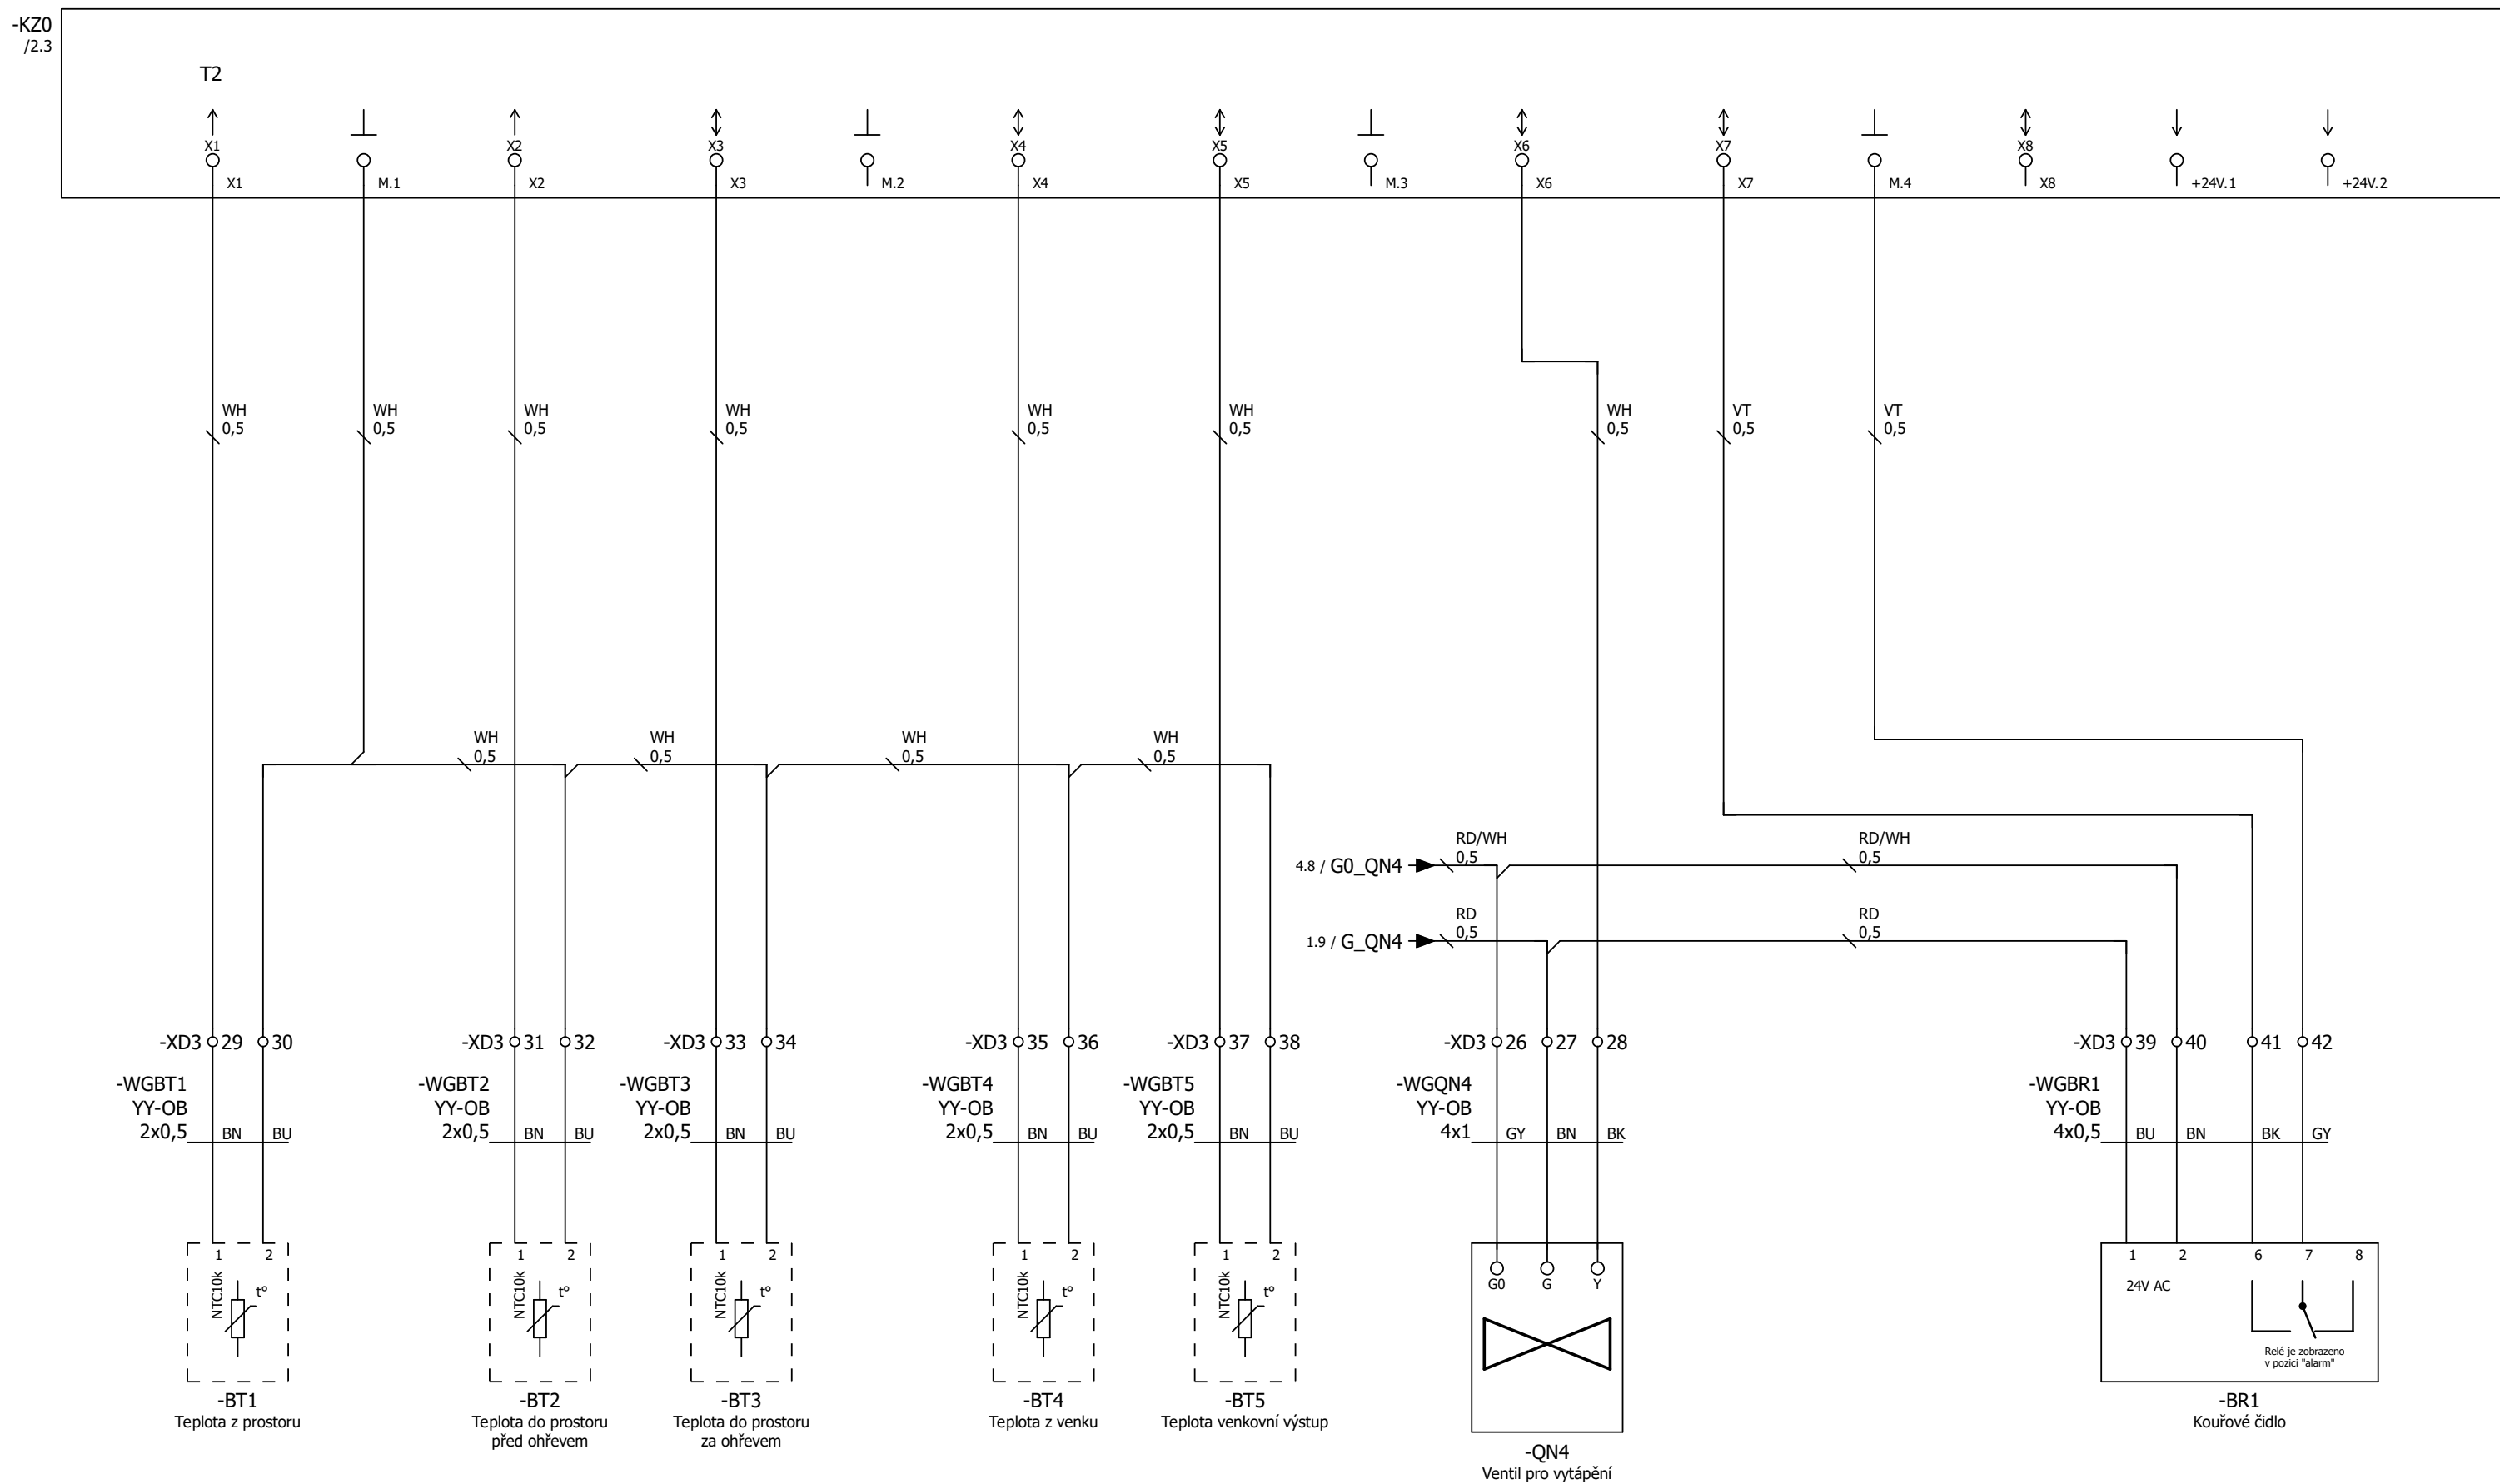 -KZ0
/2.3
T2
X1 X2 X3 X4 X5 X6 X7 X8
X1 M.1 X2 X3 M.2 X4 X5 M.3 X6 X7 M.4 X8 +24V.1 +24V.2
WH WH WH WH WH WH WH VT VT
0,5 0,5 0,5 0,5 0,5 0,5 0,5 0,5 0,5
WH WH WH WH
0,5 0,5 0,5 0,5
RD/WH RD/WH
4.8 / G0_QN4 0,5 0,5
RD RD
1.9 / G_QN4 0,5 0,5
-XD3 29 30 -XD3 31 32 -XD3 33 34 -XD3 35 36 -XD3 37 38 -XD3 26 27 28 -XD3 39 40 41 42
-WGBT1 -WGBT2 -WGBT3 -WGBT4 -WGBT5 -WGQN4 -WGBR1
YY-OB YY-OB YY-OB YY-OB YY-OB YY-OB YY-OB
2x0,5 BN BU 2x0,5 BN BU 2x0,5 BN BU 2x0,5 BN BU 2x0,5 BN BU 4x1 GY BN BK 4x0,5 BU BN BK GY
1 2 1 2 1 2 1 2 1 2 1 2 6 7 8
G0 G Y
24V AC
NTC10k t° NTC10k t° NTC10k t° NTC10k t° NTC10k t°
Relé je zobrazeno
v pozici "alarm"
-BT1 -BT2 -BT3 -BT4 -BT5 -BR1
Teplota z prostoru Teplota do prostoru Teplota do prostoru Teplota z venku Teplota venkovní výstup Kouřové čidlo
před ohřevem za ohřevem
-QN4
Ventil pro vytápění